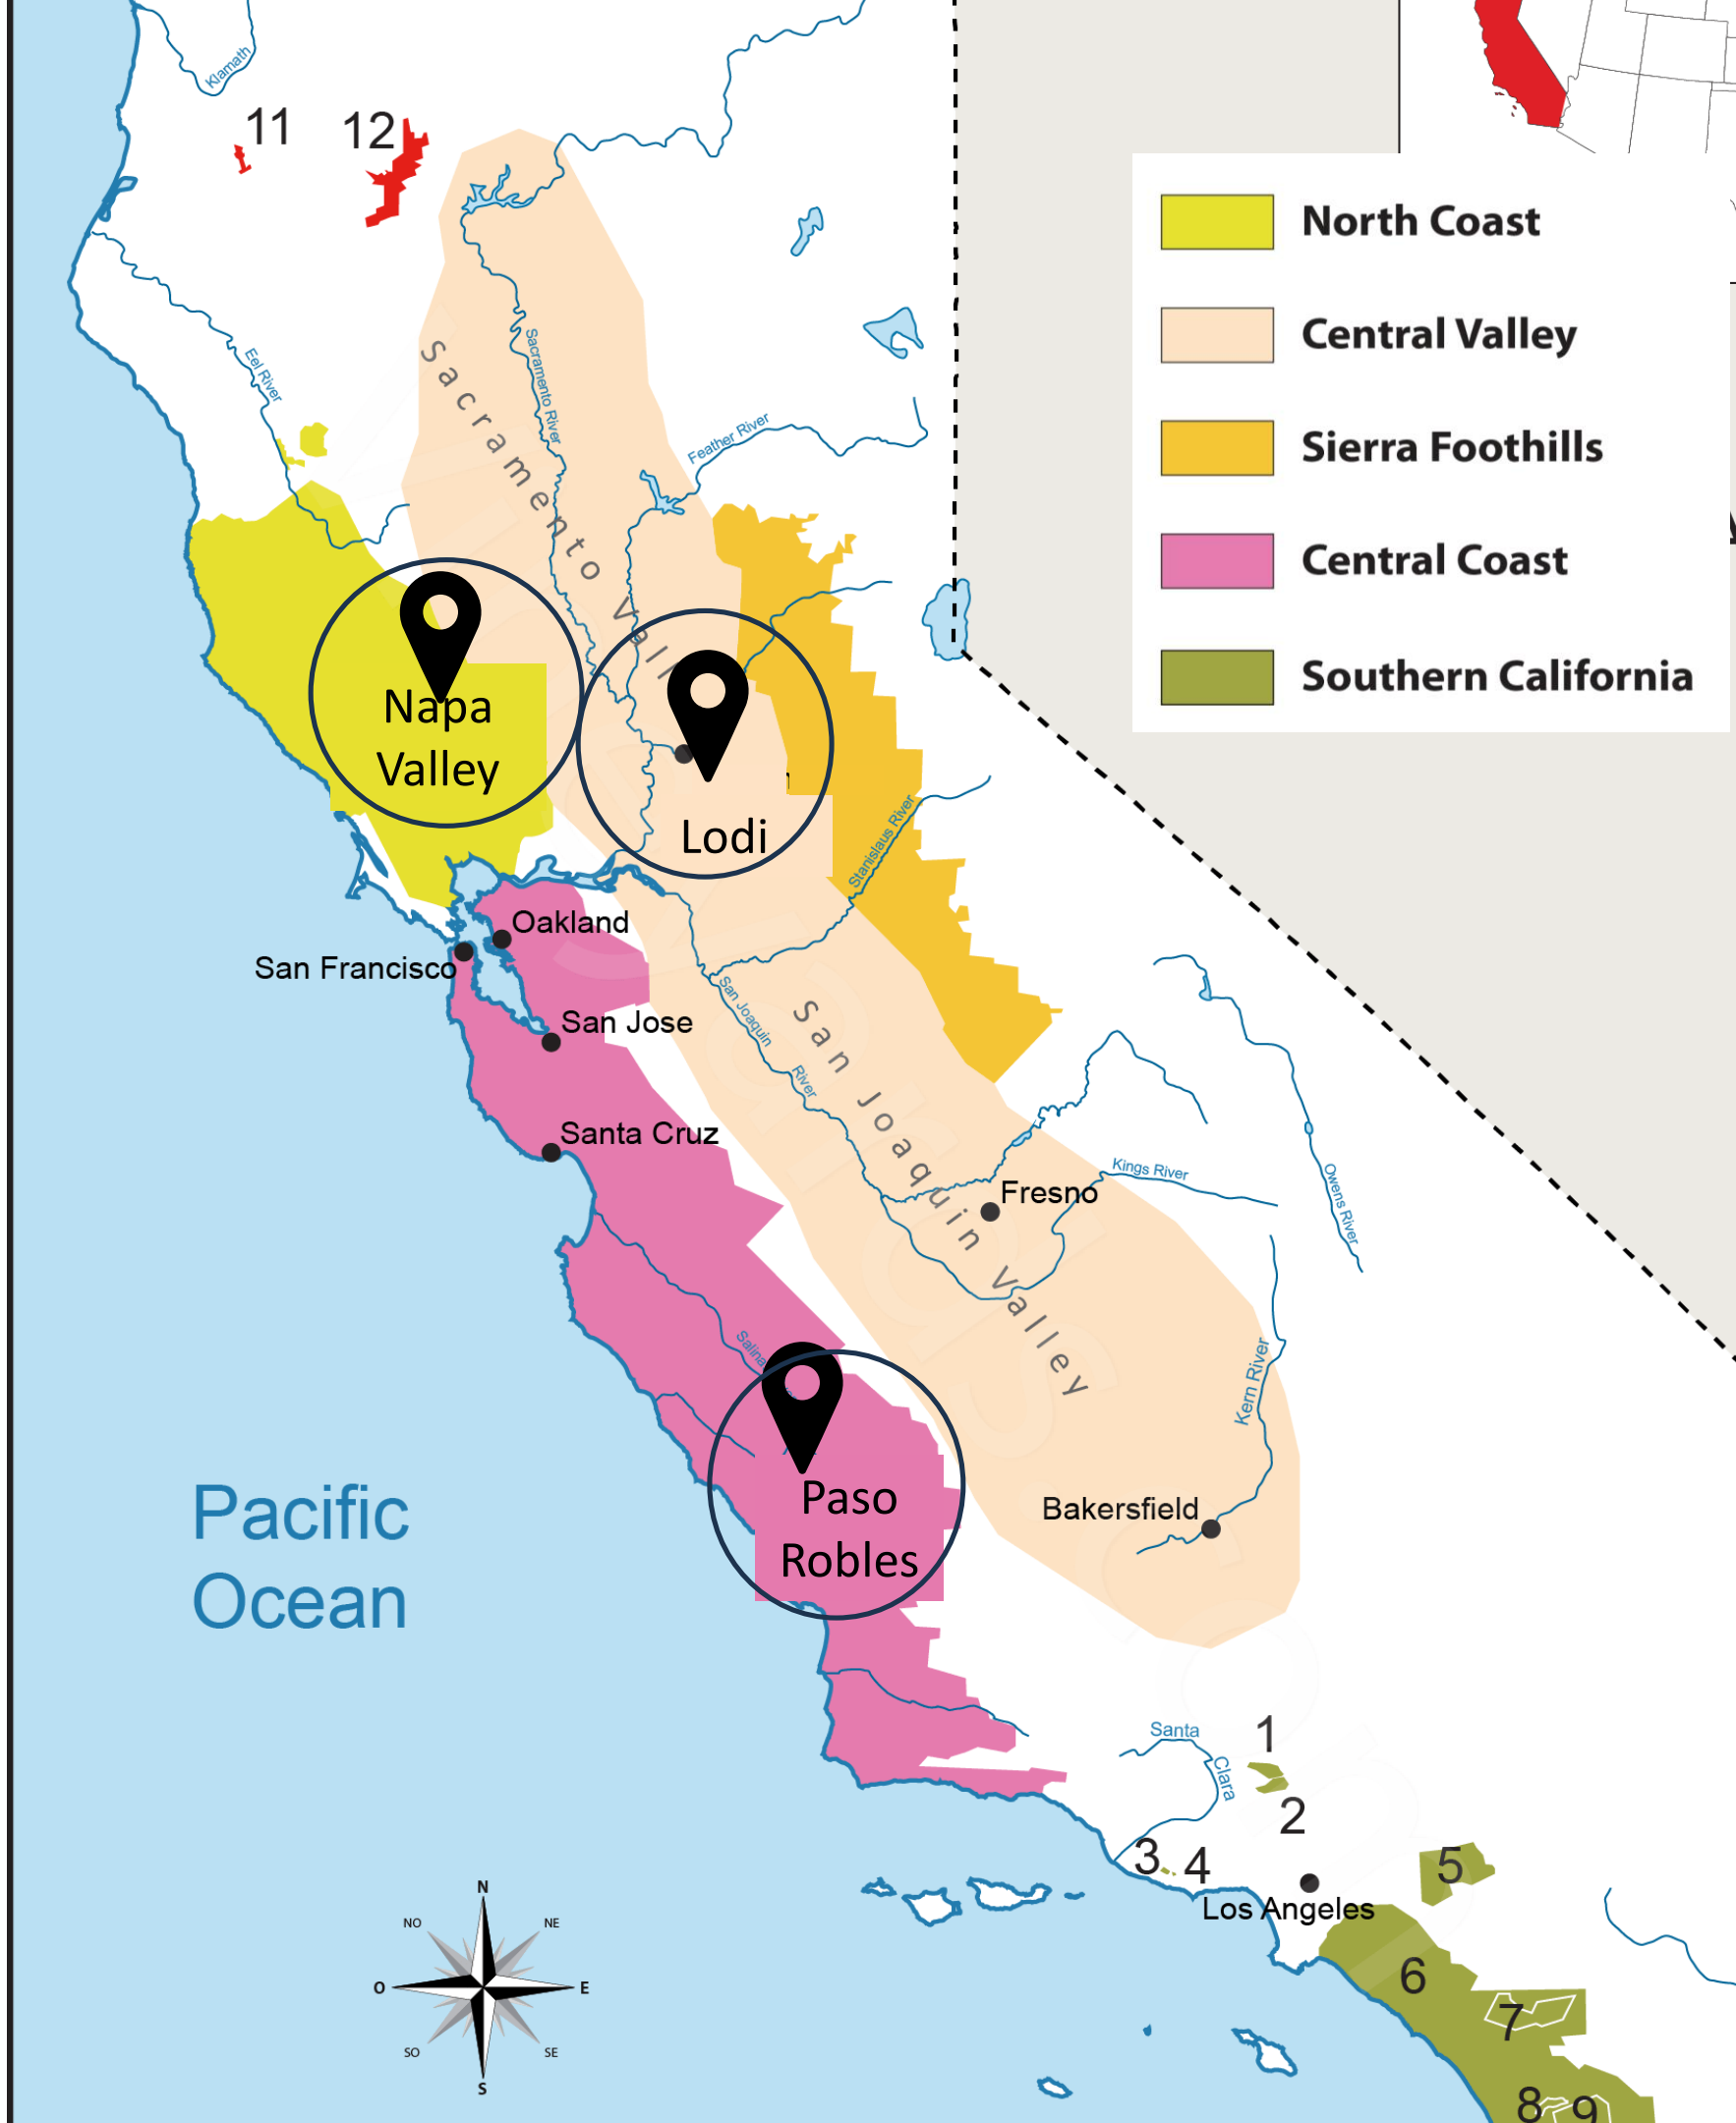 Klamath
11
12
North Coast
Central Valley
Sierra Foothills
Central Coast
Southern California
Eel River
Sacramento River
Sacramento Vall
Feather River
Napa
Valley
Lodi
Stanislaus River
Oakland
San Francisco
San Jose
Santa Cruz
San Joaquin
River
San Joaquin Valley
Fresno
Kings River
Owens River
Kern River
Bakersfield
Salina
Paso
Robles
Pacific
Ocean
Santa
Clara
1
2
3
4
5
Los Angeles
6
7
8
9
N
NO
NE
O
E
SO
SE
S